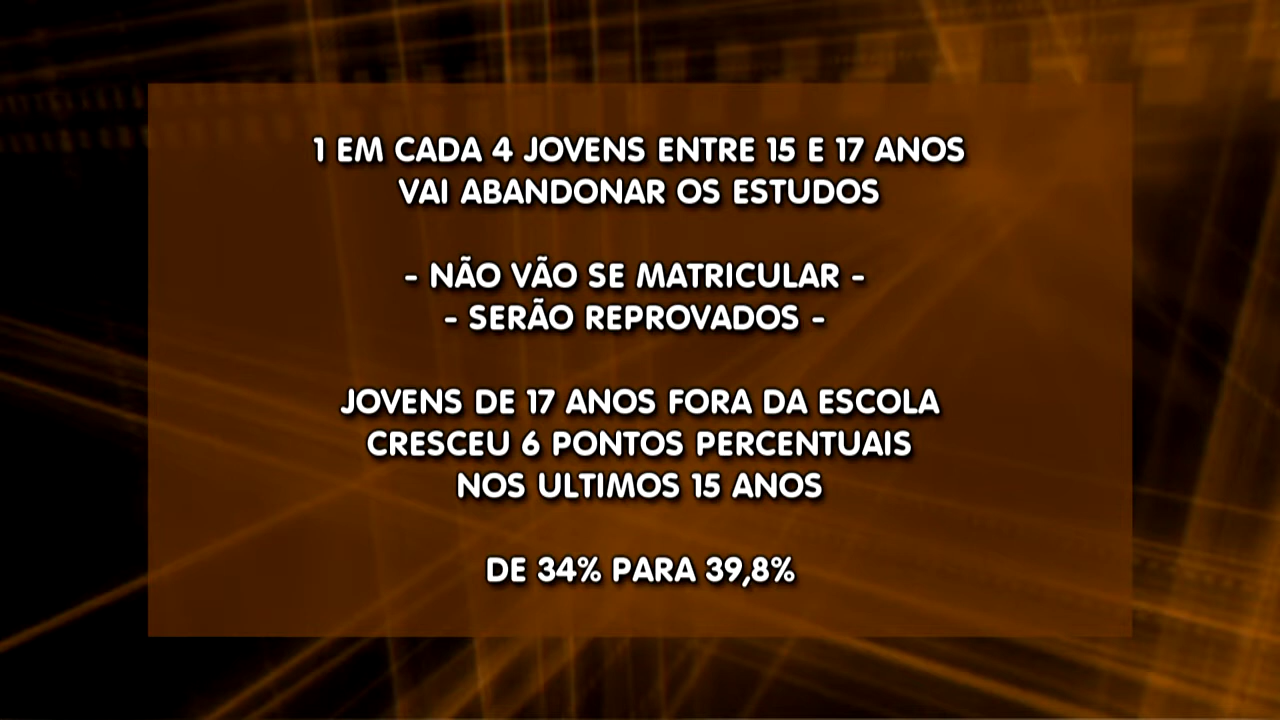 1 EM CADA 4 JOVENS ENTRE 15 E 17 ANOS
VAI ABANDONAR OS ESTUDOS
- NÃO VÃO SE MATRICULAR -
- SERÃO REPROVADOS -
JOVENS DE 17 ANOS FORA DA ESCOLA
CRESCEU 6 PONTOS PERCENTUAIS
NOS ULTIMOS 15 ANOS
DE 34% PARA 39,8%